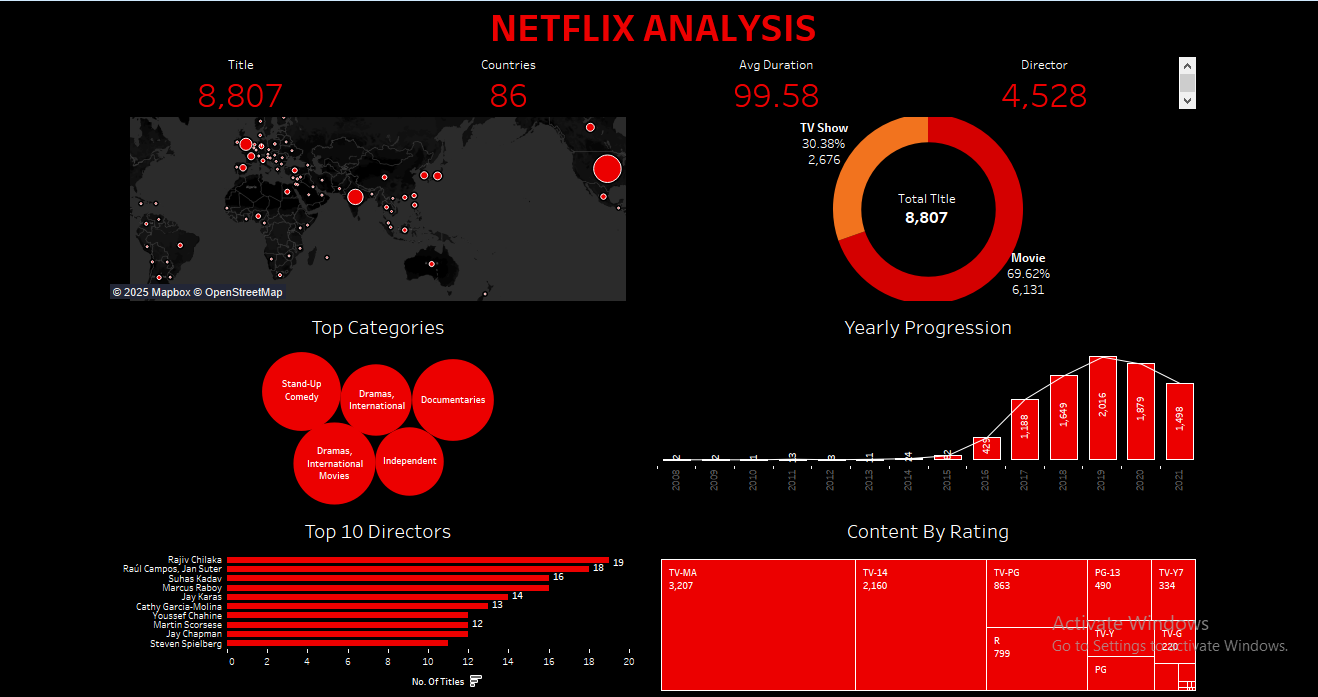 NETFLIX ANALYSIS
Title
8,807
Countries
86
Avg Duration
99.58
Director
4,528
© 2025 Mapbox © OpenStreetMap
TV Show
30.38%
2,676
Total TItle
8,807
Movie
69.62%
6,131
Top Categories
Stand-Up
Comedy
Dramas,
International
Documentaries
Dramas,
International
Movies
Independent
Yearly Progression
2
2
1
13
3
11
24
82
429
1,188
1,649
2,016
1,879
1,498
2008
2009
2010
2011
2012
2013
2014
2015
2016
2017
2018
2019
2020
2021
Top 10 Directors
Rajiv Chilaka
19
Raúl Campos, Jan Suter
18
Suhas Kadav
16
Marcus Raboy
Jay Karas
14
Cathy Garcia-Molina
13
Youssef Chahine
Martin Scorsese
12
Jay Chapman
Steven Spielberg
0 2 4 6 8 10 12 14 16 18 20
No. Of Titles
Content By Rating
TV-MA
3,207
TV-14
2,160
TV-PG
863
R
799
PG-13
490
TV-Y7
334
TV-Y
TV-G
220
PG
Activate Windows
Go to Settings to activate Windows.